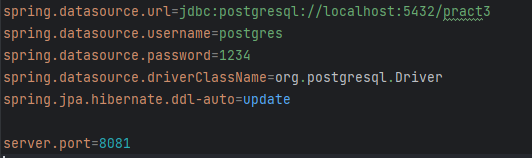 spring.datasource.url=jdbc:postgresql://localhost:5432/pract3
spring.datasource.username=postgres
spring.datasource.password=1234
spring.datasource.driverClassName=org.postgresql.Driver
spring.jpa.hibernate.ddl-auto=update
server.port=8081